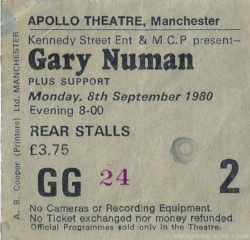 APOLLO THEATRE, Manchester
Kennedy Street Ent & M.C.P present-
Gary Numan
PLUS SUPPORT
Monday, 8th September 1980
Evening 8-00
REAR STALLS
£3.75
GG 24 2
No Cameras or Recording Equipment.
No Ticket exchanged nor money refunded.
Official Programmes sold only in the Theatre.
A. B. Cooper (Printers) Ltd. MANCHESTER